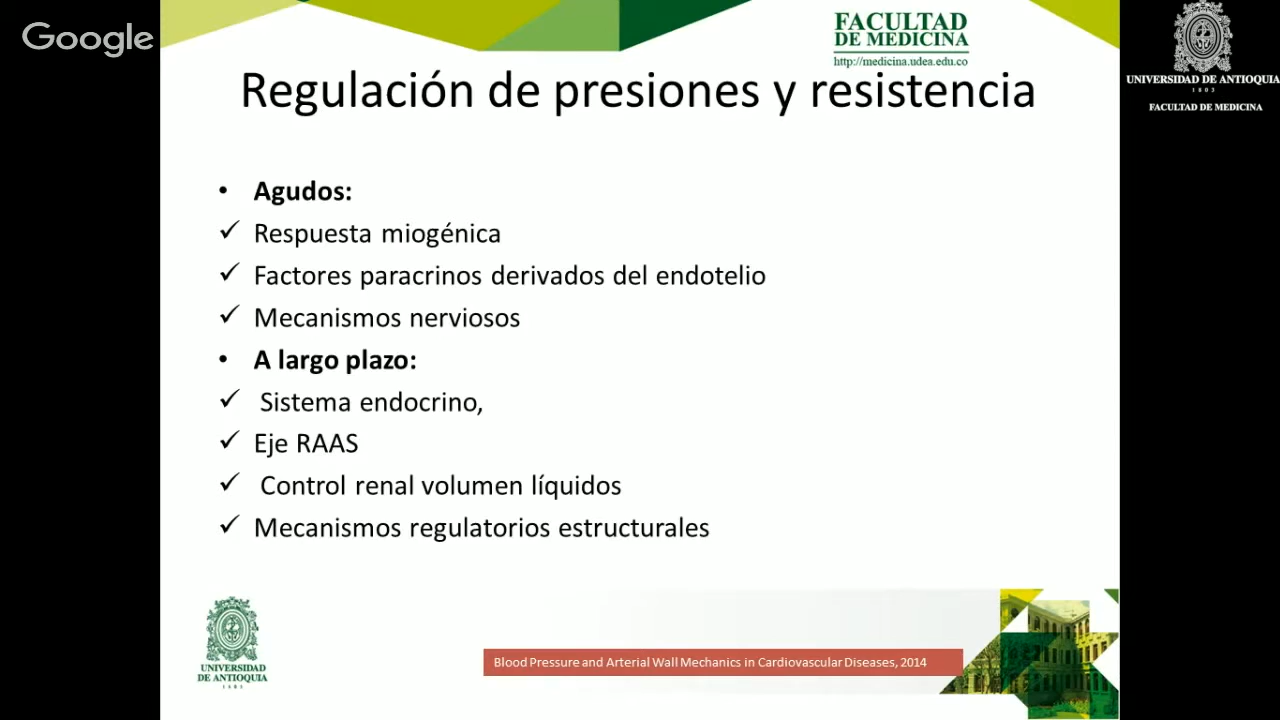 Google
FACULTAD
DE MEDICINA
http://medicina.udea.edu.co
UNIVERSIDAD DE ANTIOQUIA
1803
FACULTAD DE MEDICINA
Regulación de presiones y resistencia
• Agudos:
✓ Respuesta miogénica
✓ Factores paracrinos derivados del endotelio
✓ Mecanismos nerviosos
• A largo plazo:
✓ Sistema endocrino,
✓ Eje RAAS
✓ Control renal volumen líquidos
✓ Mecanismos regulatorios estructurales
UNIVERSIDAD
DE ANTIOQUIA
1803
Blood Pressure and Arterial Wall Mechanics in Cardiovascular Diseases, 2014